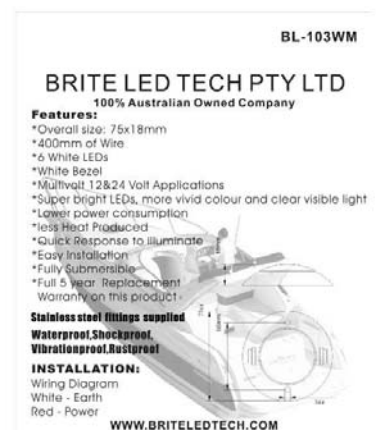 BL-103WM
BRITE LED TECH PTY LTD
100% Australian Owned Company
Features:
*Overall size: 75x18mm
*400mm of Wire
*6 White LEDs
*White Bezel
*Multivolt 12&24 Volt Applications
*Super bright LEDs, more vivid colour and clear visible light
*Lower power consumption
*less Heat Produced
*Quick Response to illuminate
*Easy Installation
*Fully Submersible
*Full 5 year Replacement
Warranty on this product
Stainless steel fittings supplied
Waterproof,Shockproof,
Vibrationproof,Rustproof
INSTALLATION:
Wiring Diagram
White - Earth
Red - Power
WWW.BRITELEDTECH.COM